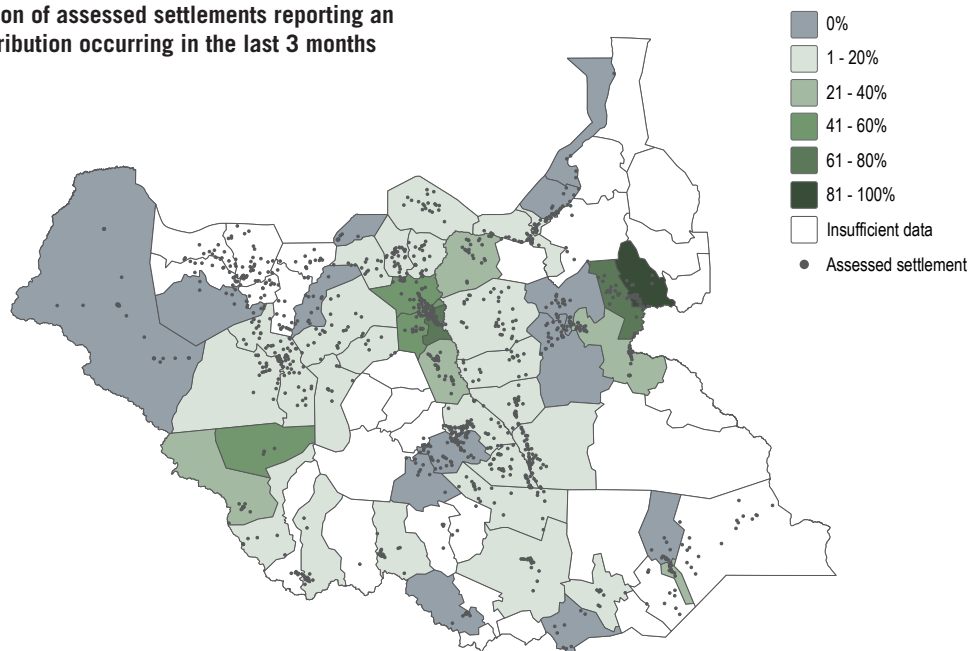 ion of assessed settlements reporting an
ribution occurring in the last 3 months
0%
1 - 20%
21 - 40%
41 - 60%
61 - 80%
81 - 100%
Insufficient data
Assessed settlement